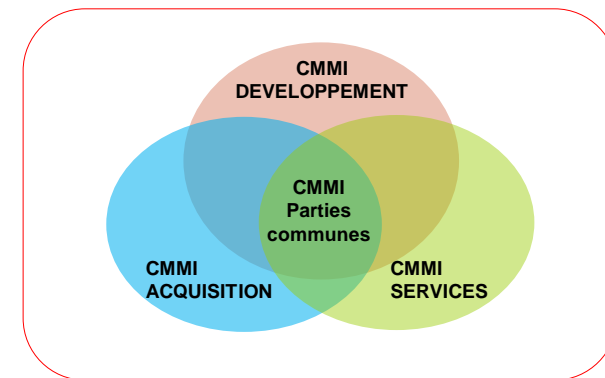 CMMI
DEVELOPPEMENT
CMMI
Parties
communes
CMMI
ACQUISITION
CMMI
SERVICES